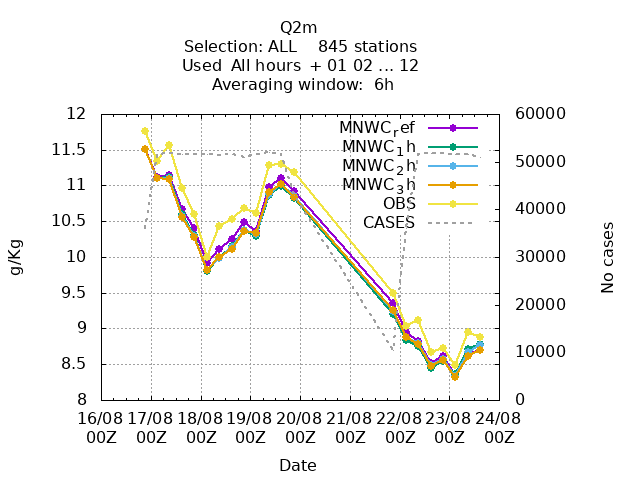 Q2m
Selection: ALL    845 stations
Used  All hours  + 01 02 ... 12
Averaging window:  6h
MNWC_ref
MNWC_1h
MNWC_2h
MNWC_3h
OBS
CASES
12
11.5
11
10.5
10
9.5
9
8.5
8
g/Kg
60000
50000
40000
30000
20000
10000
0
No cases
16/08 17/08 18/08 19/08 20/08 21/08 22/08 23/08 24/08
00Z 00Z 00Z 00Z 00Z 00Z 00Z 00Z 00Z
Date